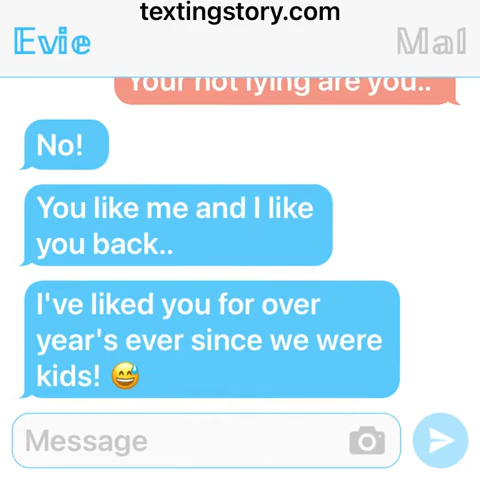 textingstory.com
Evie Mal
Your not lying are you..
No!
You like me and I like
you back..
I've liked you for over
year's ever since we were
kids! 😅
Message